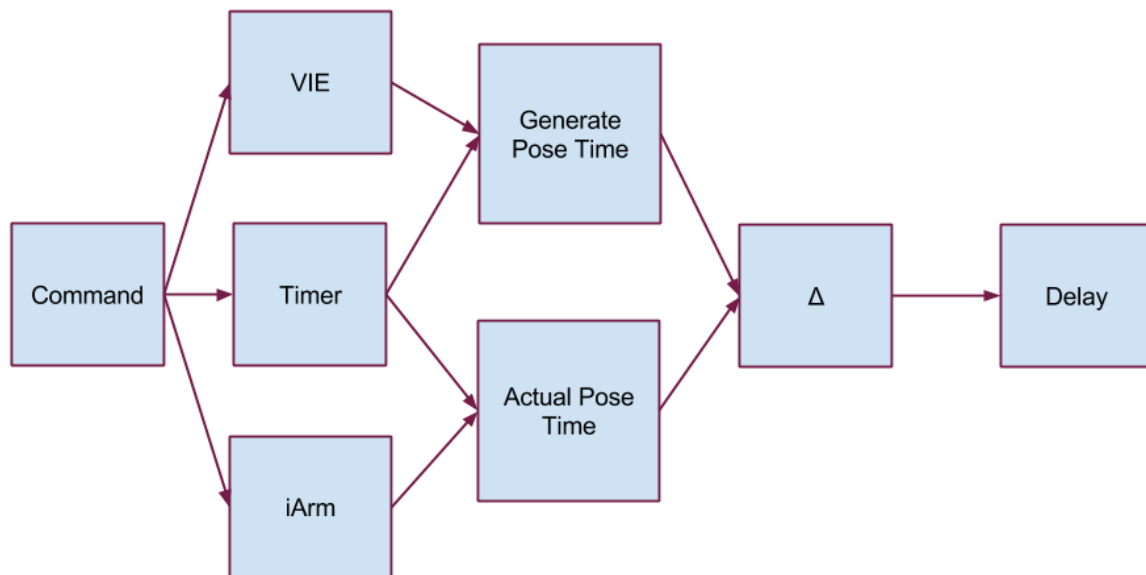 VIE
Generate
Pose Time
Command
Timer
Δ
Delay
Actual Pose
Time
iArm